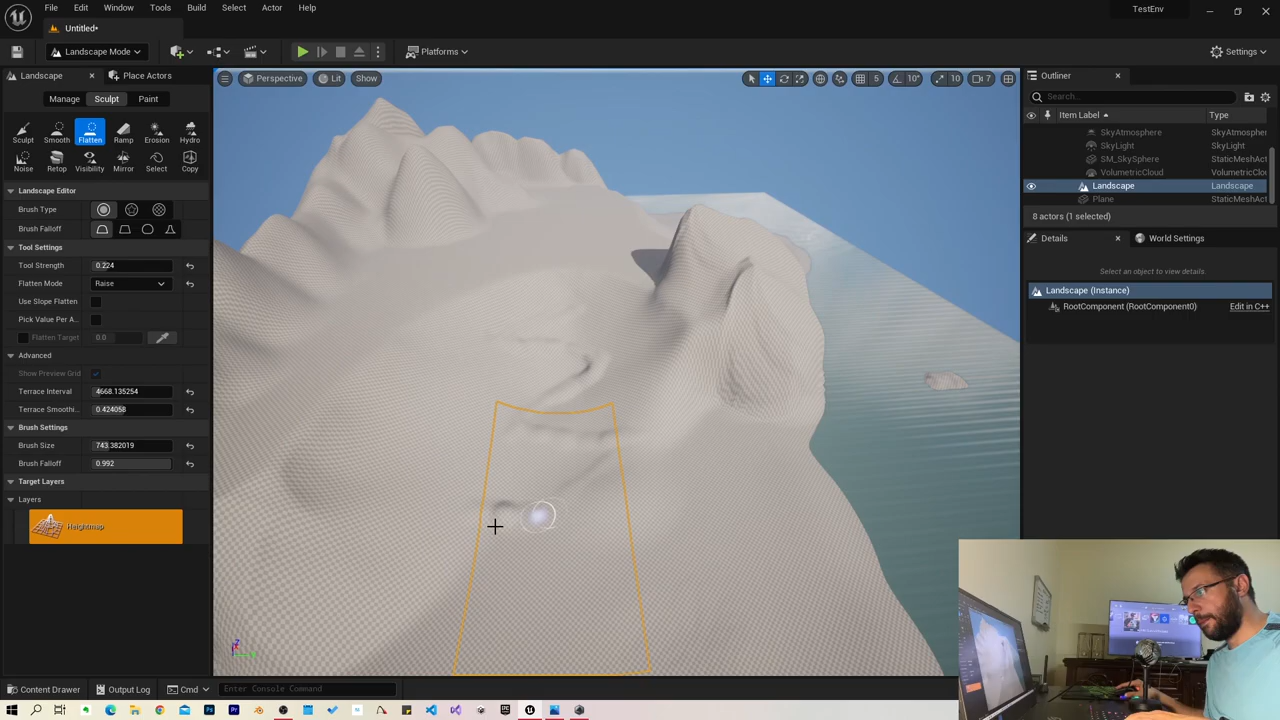 File Edit Window Tools Build Select Actor Help
TestEnv
Untitled*
Landscape Mode
Platforms
Settings
Landscape
Place Actors
Manage
Sculpt
Paint
Sculpt
Smooth
Flatten
Ramp
Erosion
Hydro
Noise
Retop
Visibility
Mirror
Select
Copy
Landscape Editor
Brush Type
Brush Falloff
Tool Settings
Tool Strength 0.224
Flatten Mode Raise
Use Slope Flatten
Pick Value Per A...
Flatten Target 0.0
Advanced
Show Preview Grid
Terrace Interval 4668.135254
Terrace Smoothi... 0.424058
Brush Settings
Brush Size 743.382019
Brush Falloff 0.992
Target Layers
Layers
Heightmap
Perspective
Lit
Show
5
10°
10
7
Outliner
Search...
Item Label
Type
SkyAtmosphere SkyAtmospher
SkyLight SkyLight
SM_SkySphere StaticMeshAct
VolumetricCloud VolumetricClou
Landscape Landscape
Plane StaticMeshAct
8 actors (1 selected)
Details
World Settings
Select an object to view details.
Landscape (Instance)
RootComponent (RootComponent0) Edit in C++
Content Drawer
Output Log
Cmd
Enter Console Command